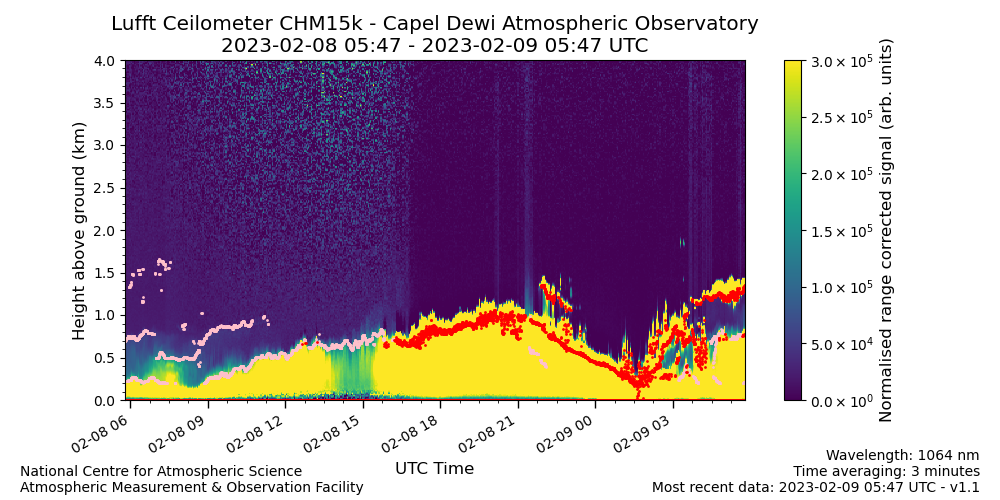 Lufft Ceilometer CHM15k - Capel Dewi Atmospheric Observatory
2023-02-08 05:47 - 2023-02-09 05:47 UTC
Height above ground (km)
4.0
3.5
3.0
2.5
2.0
1.5
1.0
0.5
0.0
02-08 06
02-08 09
02-08 12
02-08 15
02-08 18
02-08 21
02-09 00
02-09 03
UTC Time
3.0 × 10⁵
2.5 × 10⁵
2.0 × 10⁵
1.5 × 10⁵
1.0 × 10⁵
5.0 × 10⁴
0.0 × 10⁰
Normalised range corrected signal (arb. units)
National Centre for Atmospheric Science
Atmospheric Measurement & Observation Facility
Wavelength: 1064 nm
Time averaging: 3 minutes
Most recent data: 2023-02-09 05:47 UTC - v1.1